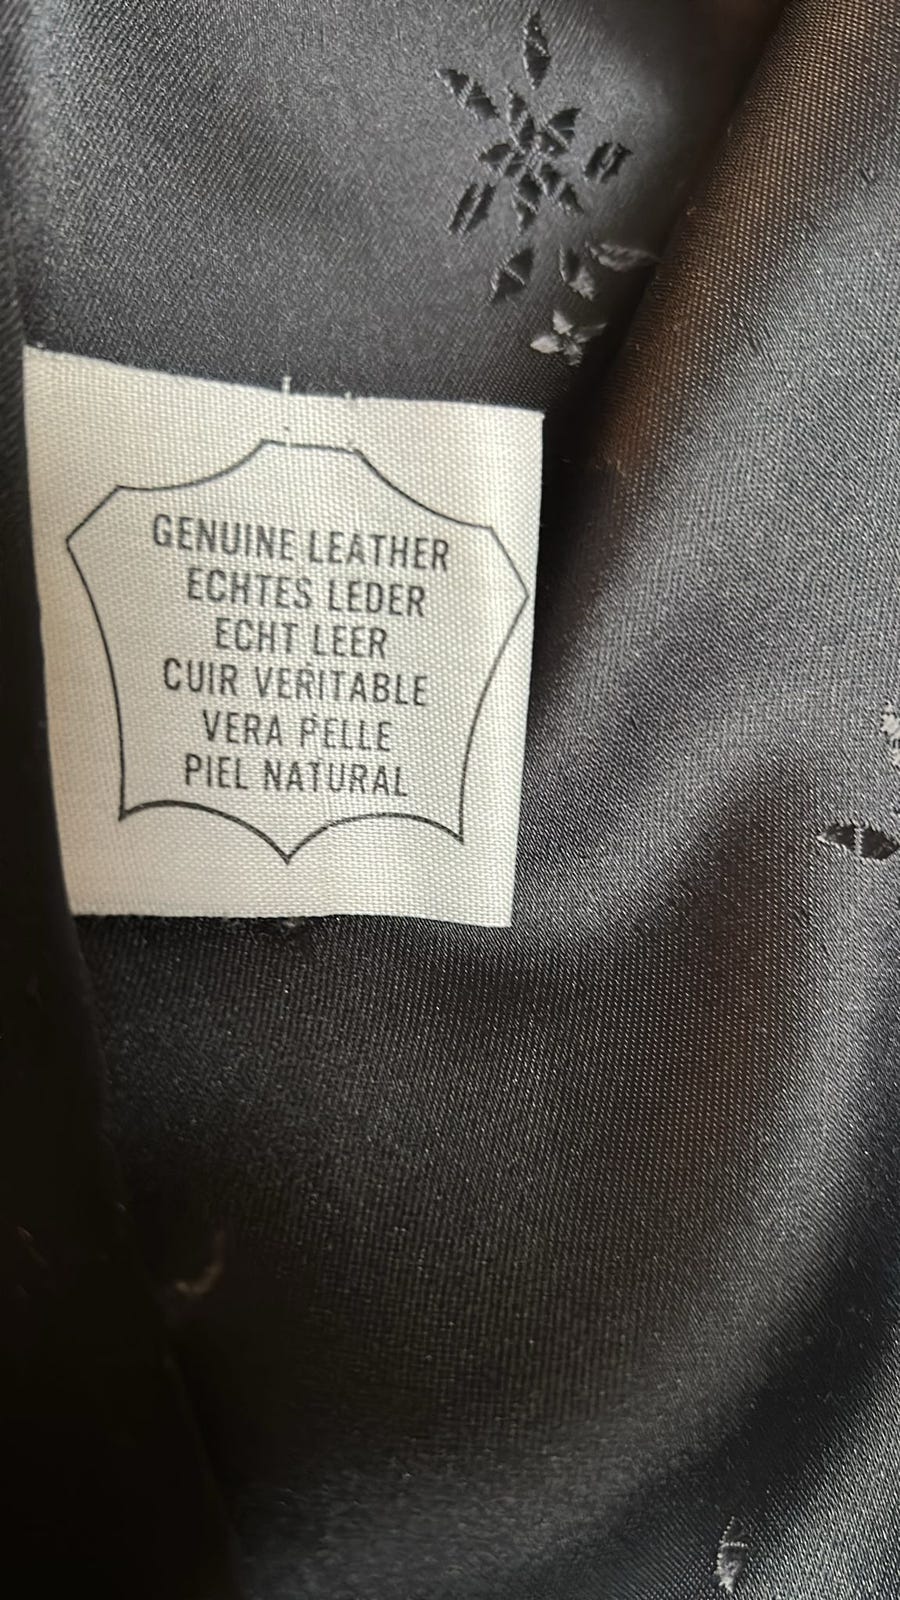 GENUINE LEATHER
ECHTES LEDER
ECHT LEER
CUIR VERITABLE
VERA PELLE
PIEL NATURAL